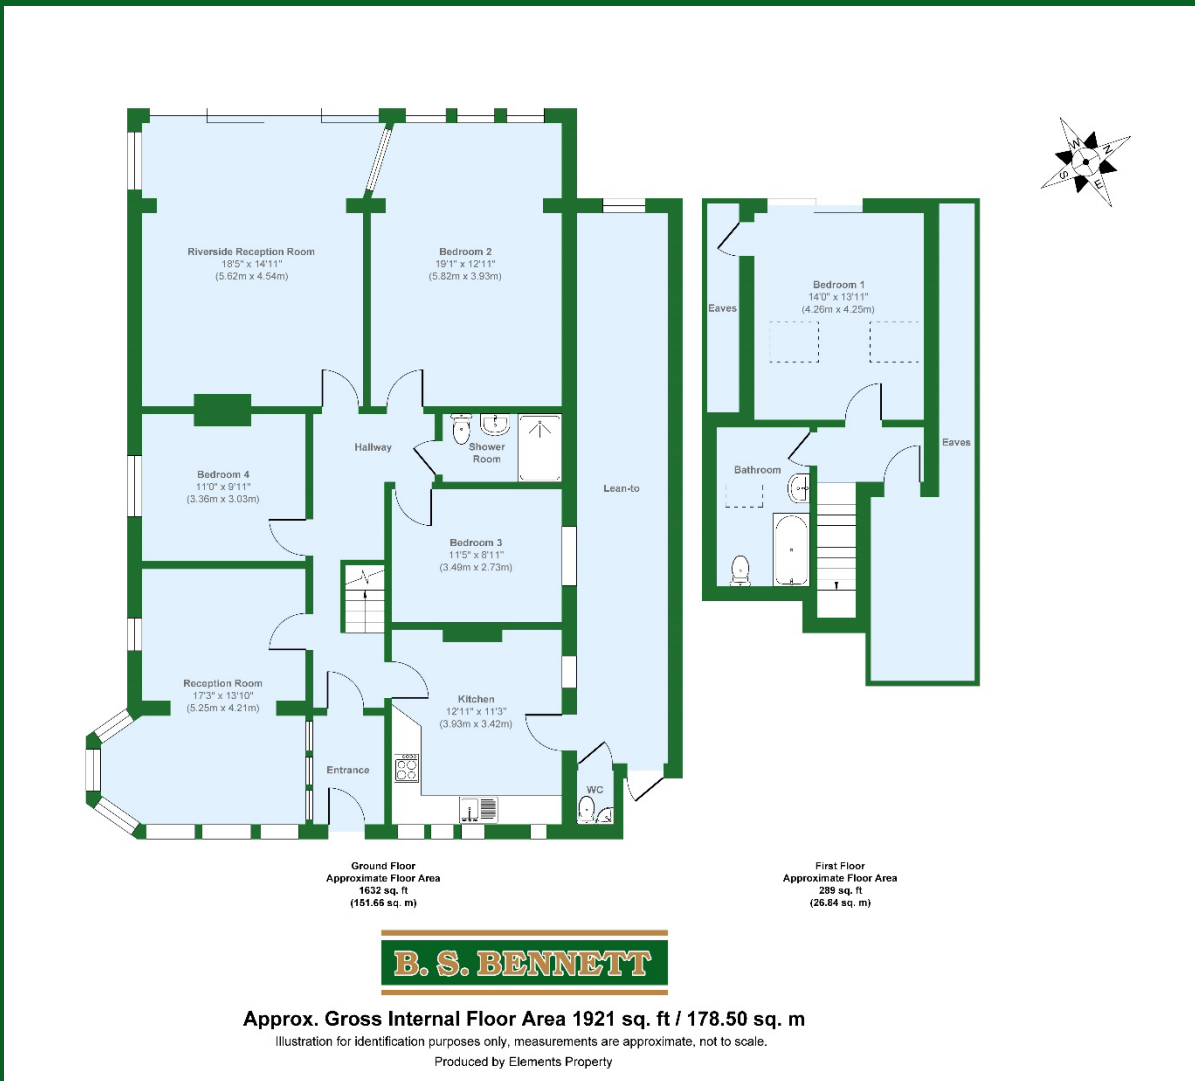 Riverside Reception Room
18'5" x 14'11"
(5.62m x 4.54m)
Bedroom 2
19'1" x 12'11"
(5.82m x 3.93m)
W
N
S
E
Bedroom 1
14'0" x 13'11"
(4.26m x 4.25m)
Eaves
Hallway
Shower
Room
Eaves
Bedroom 4
11'0" x 9'11"
(3.36m x 3.03m)
Lean-to
Bathroom
Bedroom 3
11'5" x 8'11"
(3.49m x 2.73m)
Reception Room
17'3" x 13'10"
(5.25m x 4.21m)
Kitchen
12'11" x 11'3"
(3.93m x 3.42m)
Entrance
WC
Ground Floor
Approximate Floor Area
1632 sq. ft
(151.66 sq. m)
First Floor
Approximate Floor Area
289 sq. ft
(26.84 sq. m)
B. S. BENNETT
Approx. Gross Internal Floor Area 1921 sq. ft / 178.50 sq. m
Illustration for identification purposes only, measurements are approximate, not to scale.
Produced by Elements Property